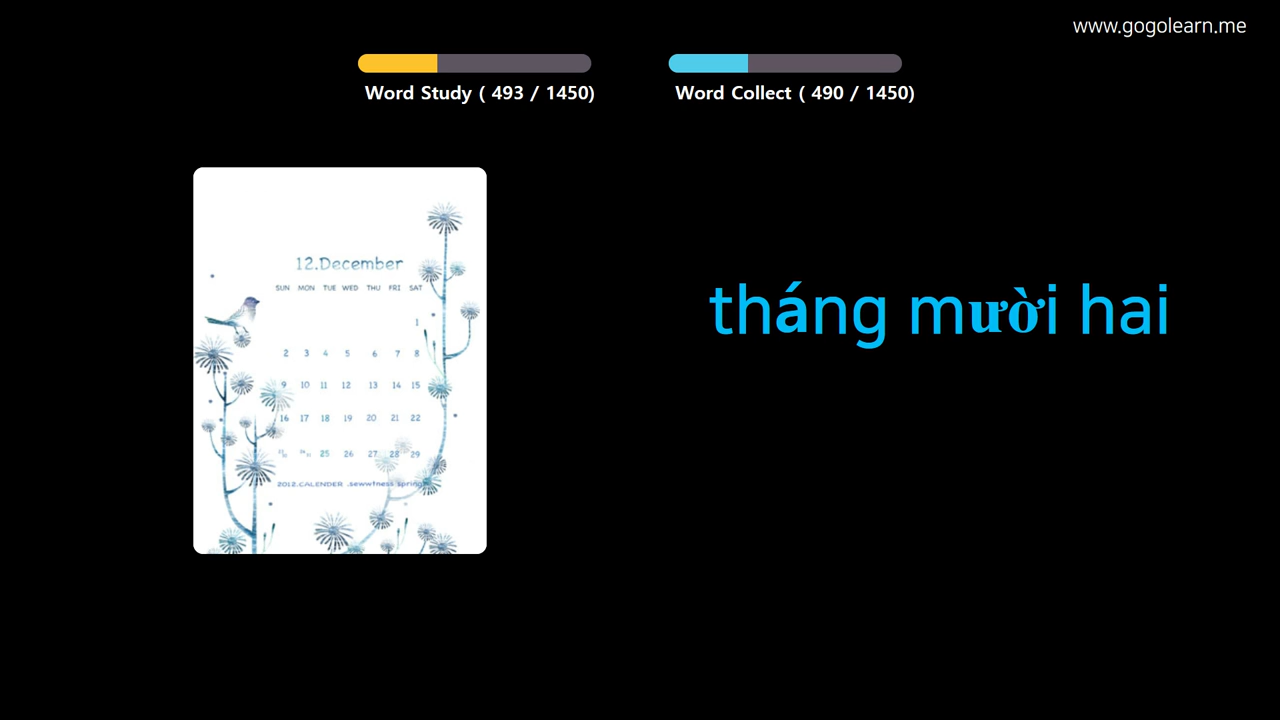 www.gogolearn.me
Word Study ( 493 / 1450)
Word Collect ( 490 / 1450)
12.December
SUN MON TUE WED THU FRI SAT
1
2 3 4 5 6 7 8
9 10 11 12 13 14 15
16 17 18 19 20 21 22
25 26 27 28 29
2012.CALENDER
tháng mười hai